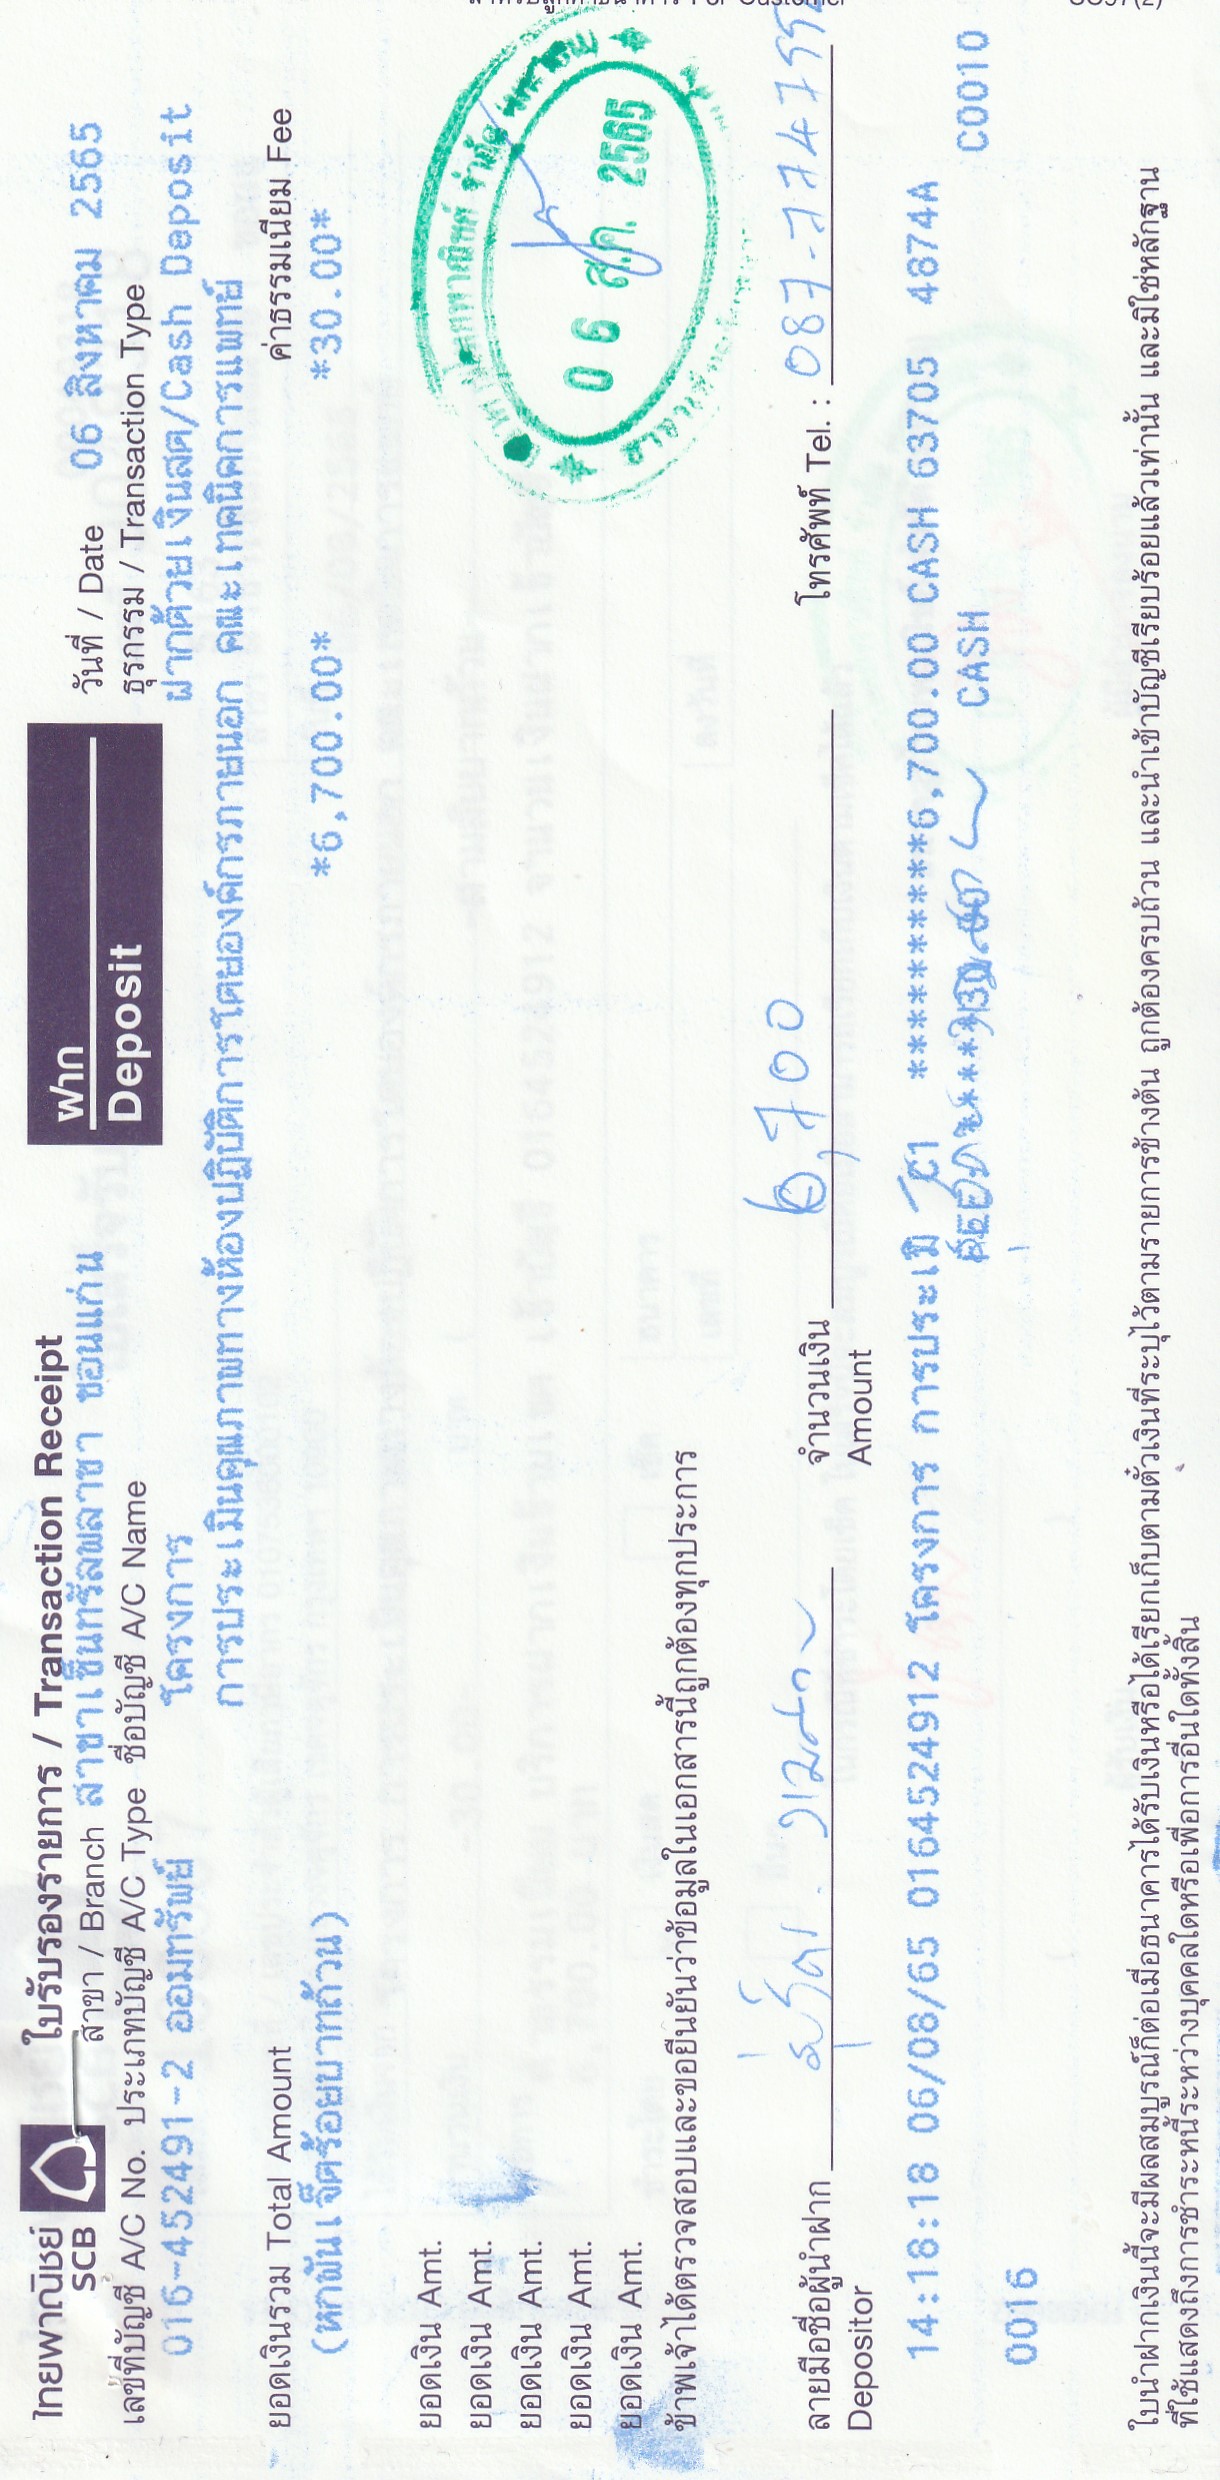 ไทยพาณิชย์
SCB
ใบรับรองรายการ / Transaction Receipt
สาขา / Branch สาขาเซ็นทรัลพลาซา ขอนแก่น
ฝาก
Deposit
วันที่ / Date 06 สิงหาคม 2565
ธุรกรรม / Transaction Type
เลขที่บัญชี A/C No. ประเภทบัญชี A/C Type ชื่อบัญชี A/C Name
016-452491-2 ออมทรัพย์ โครงการ ฝากด้วยเงินสด/Cash Deposit
การประเมินคุณภาพทางห้องปฏิบัติการโดยองค์กรภายนอก คณะเทคนิคการแพทย์
ยอดเงินรวม Total Amount ค่าธรรมเนียม Fee
(หกพันเจ็ดร้อยบาทถ้วน) *6,700.00* *30.00*
ยอดเงิน Amt.
ยอดเงิน Amt.
ยอดเงิน Amt.
ยอดเงิน Amt.
ยอดเงิน Amt.
06 ส.ค. 2565
ข้าพเจ้าได้ตรวจสอบและขอยืนยันว่าข้อมูลในเอกสารนี้ถูกต้องทุกประการ
ลายมือชื่อผู้นำฝาก จำนวนเงิน 6,700 โทรศัพท์ Tel. :
Depositor Amount
14:18:18 06/08/65 0164524912 โครงการ การประเมิ C1 **********6,700.00 CASH 63705 4874A
FEE: *****30.00 CASH C0010
0016
ใบนำฝากเงินนี้จะมีผลสมบูรณ์ก็ต่อเมื่อธนาคารได้รับเงินหรือได้เรียกเก็บตามตั๋วเงินที่ระบุไว้ตามรายการข้างต้น ถูกต้องครบถ้วน และนำเข้าบัญชีเรียบร้อยแล้วเท่านั้น และมิใช่หลักฐาน
ที่ใช้แสดงถึงการชำระหนี้ระหว่างบุคคลใดหรือเพื่อการอื่นใดทั้งสิ้น